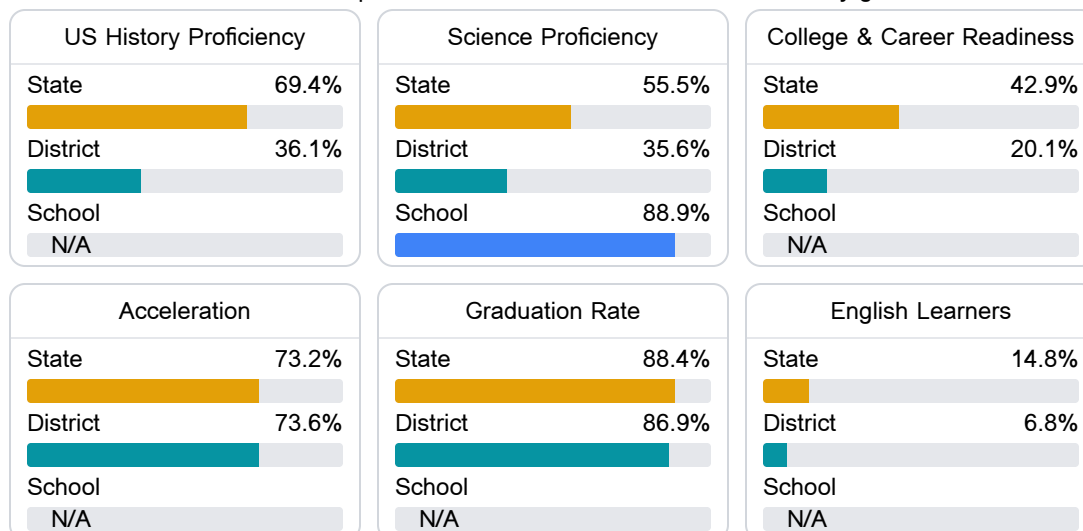 US History Proficiency
State 69.4%
District 36.1%
School
N/A
Science Proficiency
State 55.5%
District 35.6%
School 88.9%
College & Career Readiness
State 42.9%
District 20.1%
School
N/A
Acceleration
State 73.2%
District 73.6%
School
N/A
Graduation Rate
State 88.4%
District 86.9%
School
N/A
English Learners
State 14.8%
District 6.8%
School
N/A